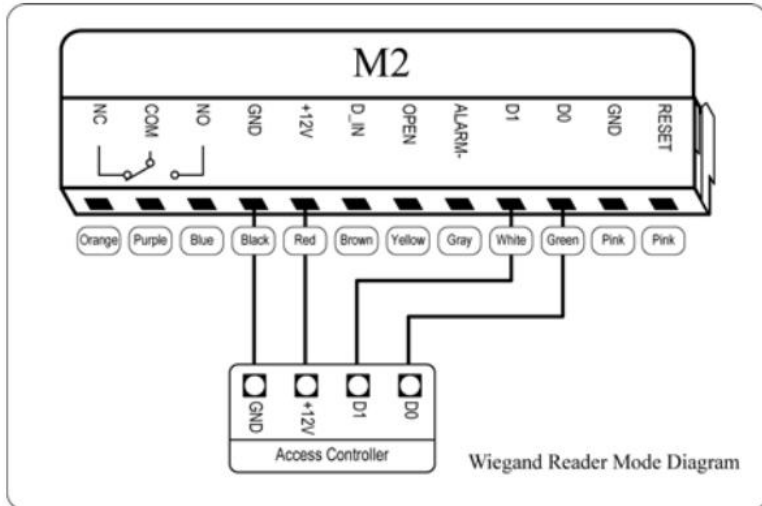 M2
NC COM NO GND +12V D_IN OPEN ALARM- D1 D0 GND RESET
Orange Purple Blue Black Red Brown Yellow Gray White Green Pink Pink
GND +12V D1 D0
Access Controller
Wiegand Reader Mode Diagram